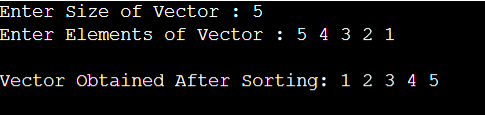 Enter Size of Vector : 5
Enter Elements of Vector : 5 4 3 2 1
Vector Obtained After Sorting: 1 2 3 4 5